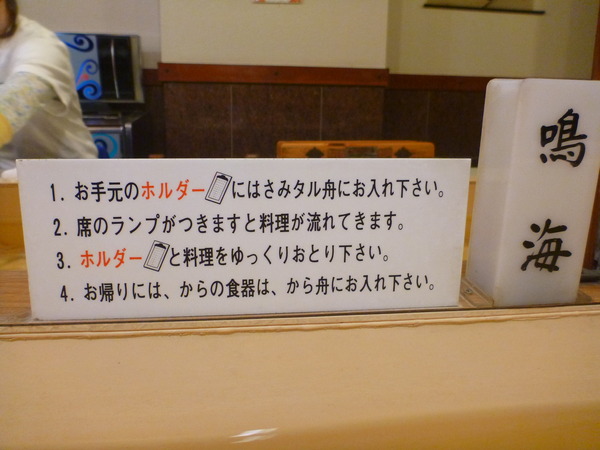 1. お手元のホルダーにはさみタル舟にお入れ下さい。
2. 席のランプがつきますと料理が流れてきます。
3. ホルダーと料理をゆっくりおとり下さい。
4. お帰りには、からの食器は、から舟にお入れ下さい。
鳴海